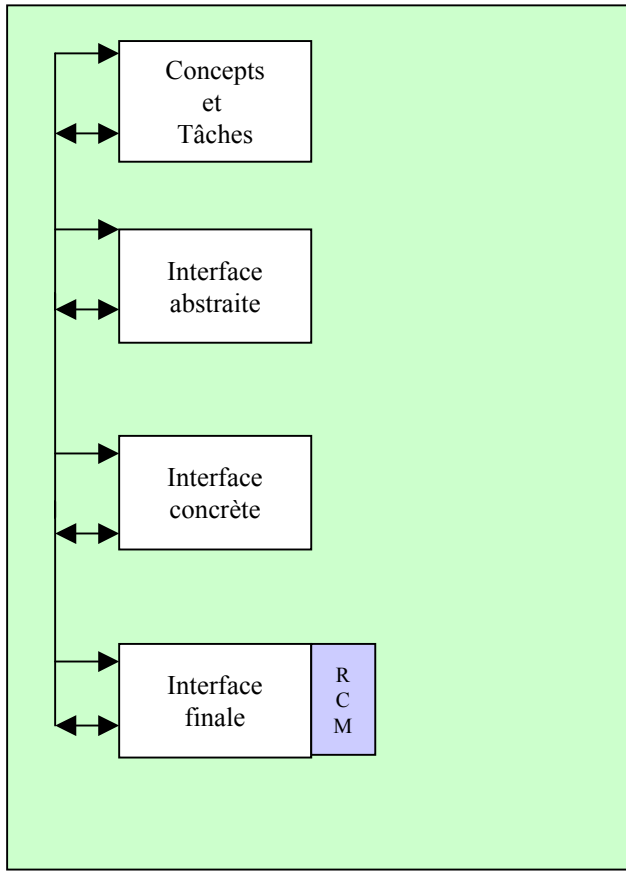 Concepts
et
Tâches
Interface
abstraite
Interface
concrète
Interface
finale
R
C
M